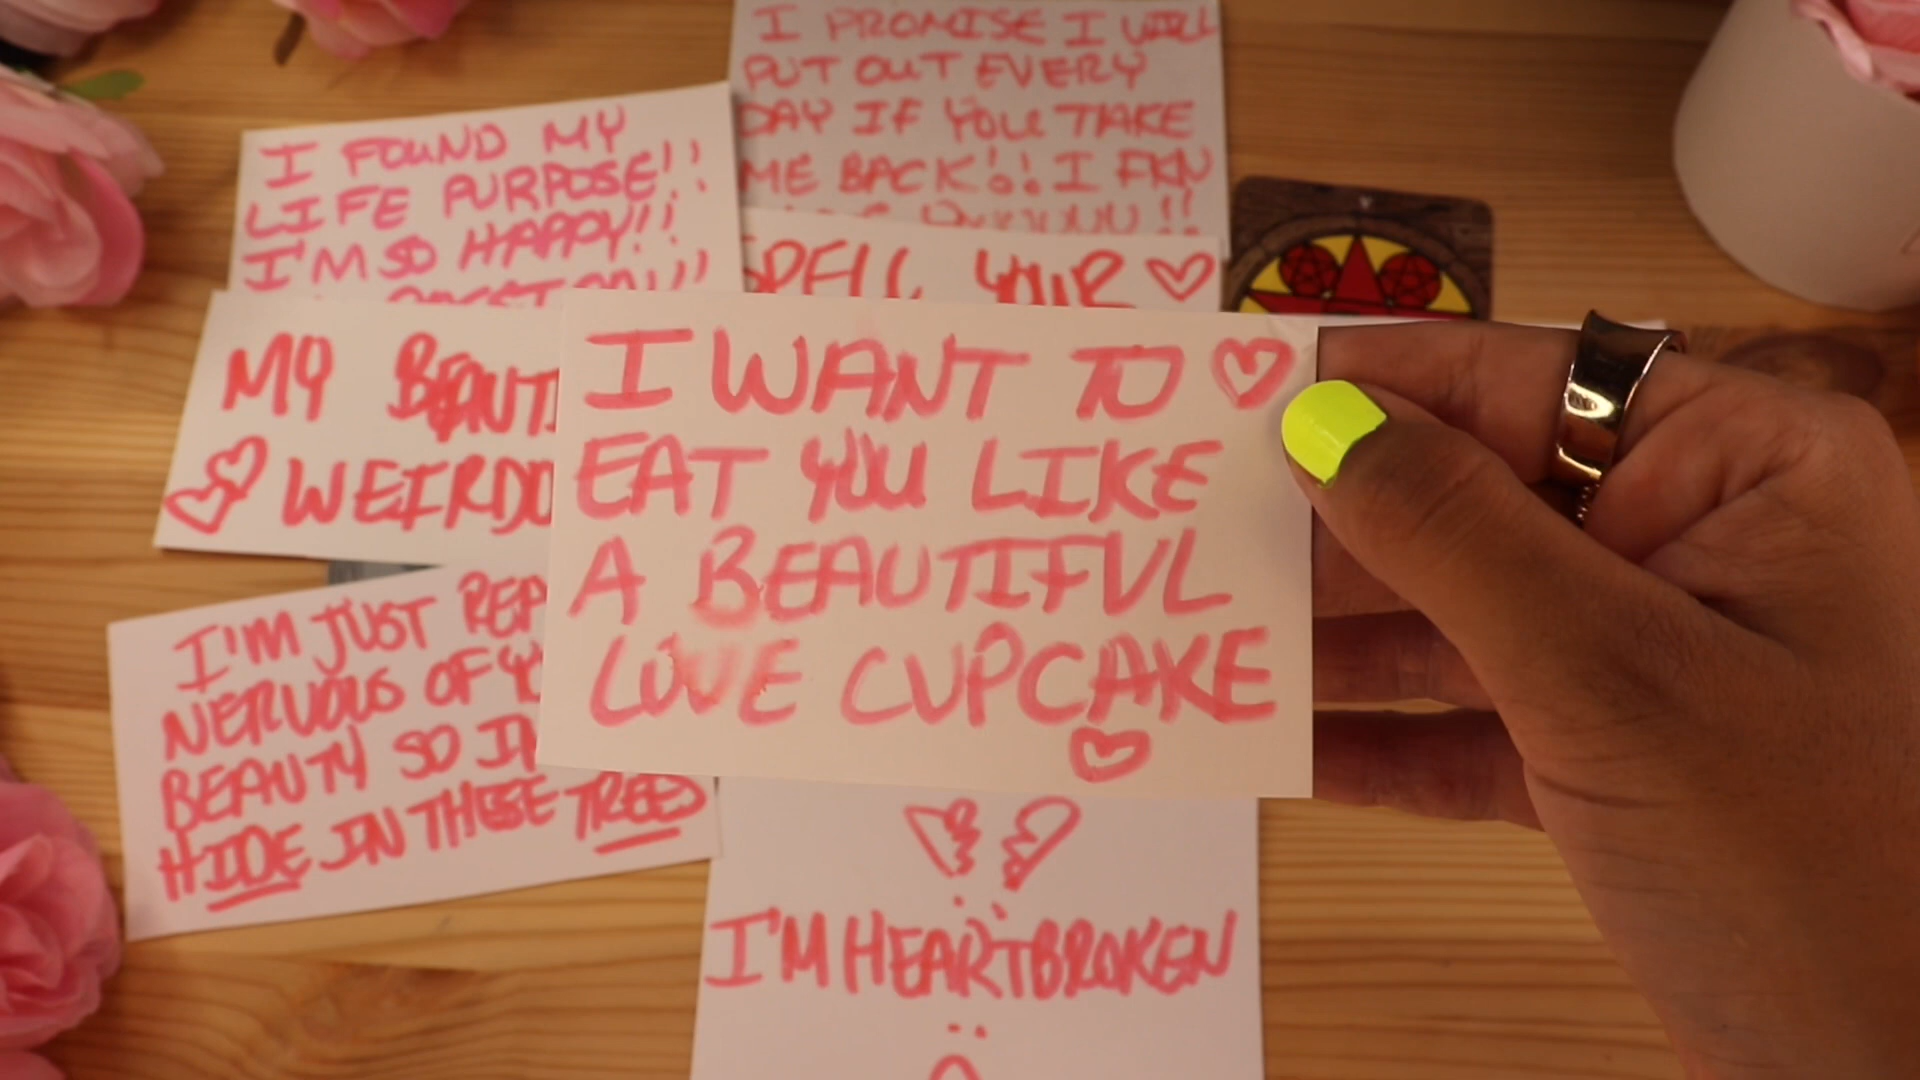 I PROMISE I WILL
PUT OUT EVERY
DAY IF YOU TAKE
ME BACK!! I FKN
I FOUND MY
LIFE PURPOSE!!
I'M SO HAPPY!!
SPELL YOUR
MY
WEIRDO
I WANT TO
EAT YOU LIKE
A BEAUTIFUL
LOVE CUPCAKE
I'M JUST
NERVOUS OF
BEAUTY SO
HIDE IN THESE TREES
I'M HEARTBROKEN